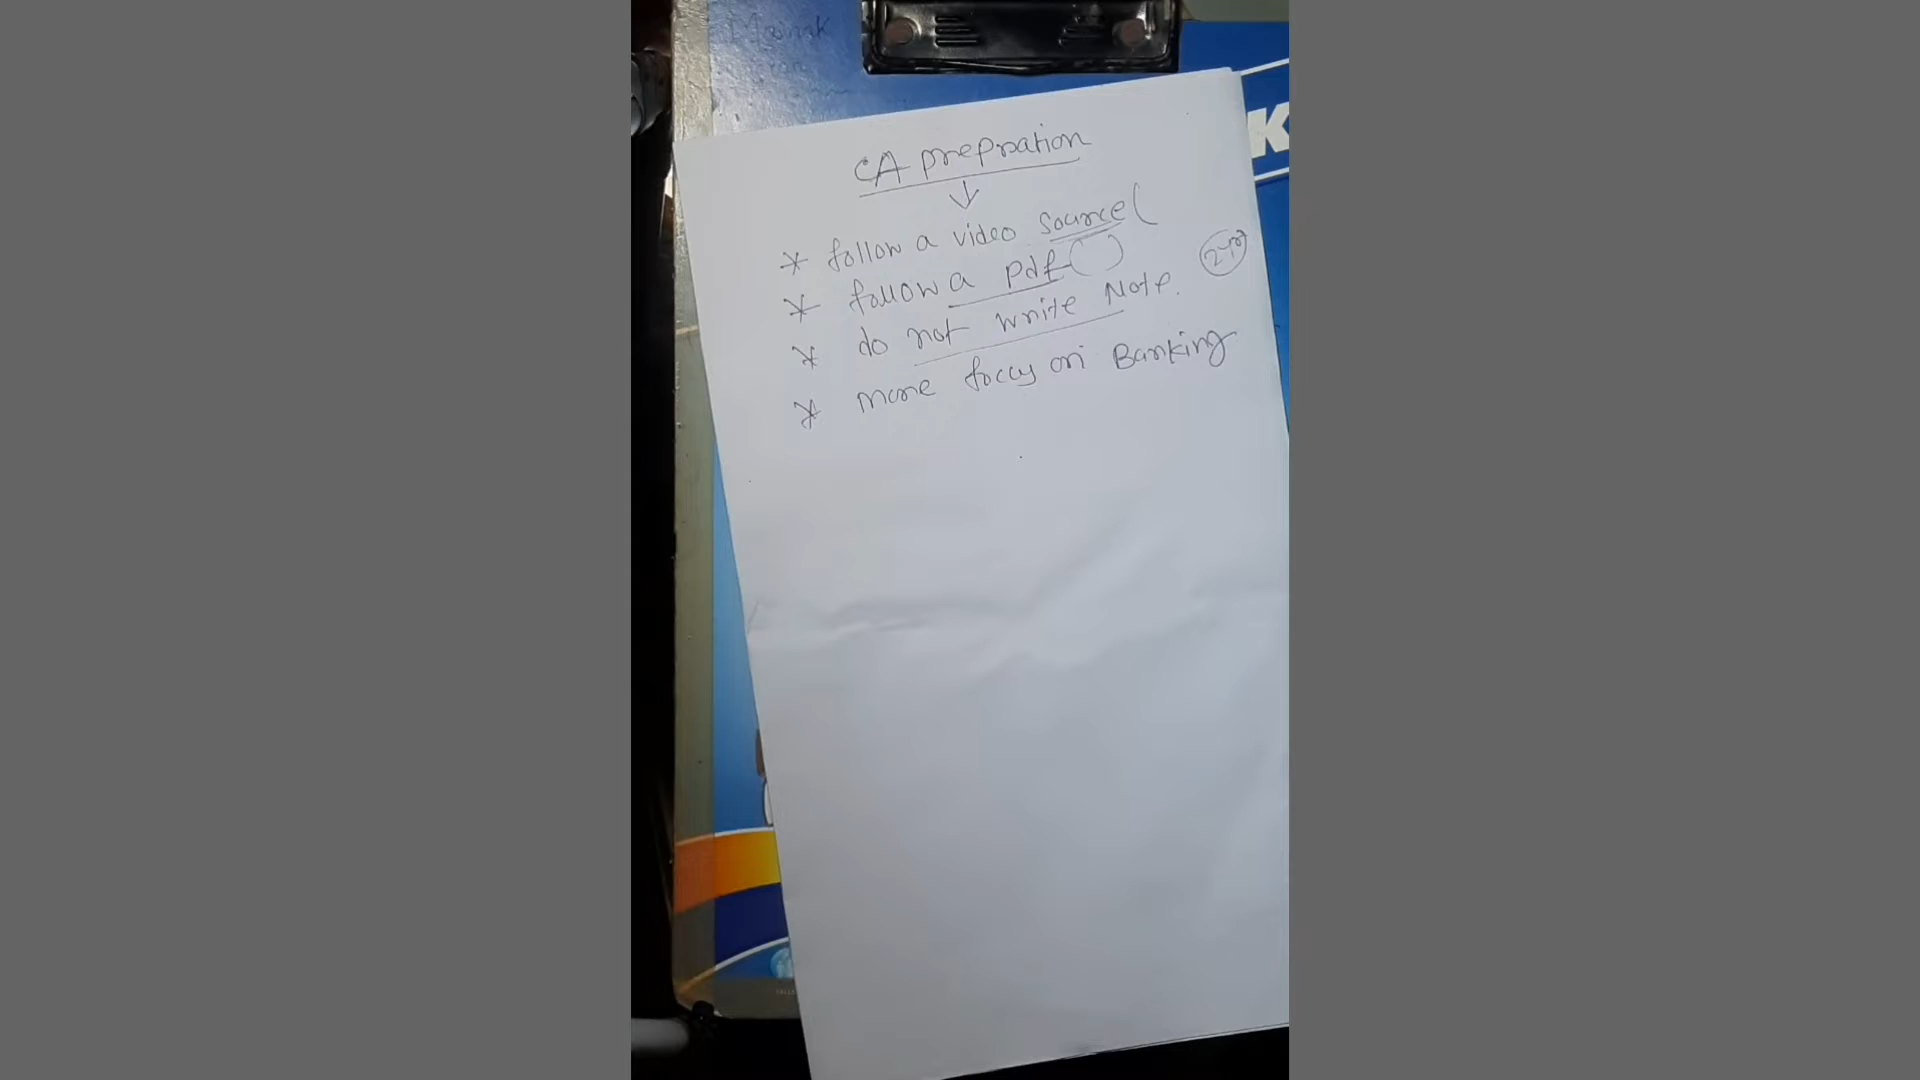 CA prepration
* follow a video source(
* follow a pdf( )
* do not write Note.
* more focus on Banking
K